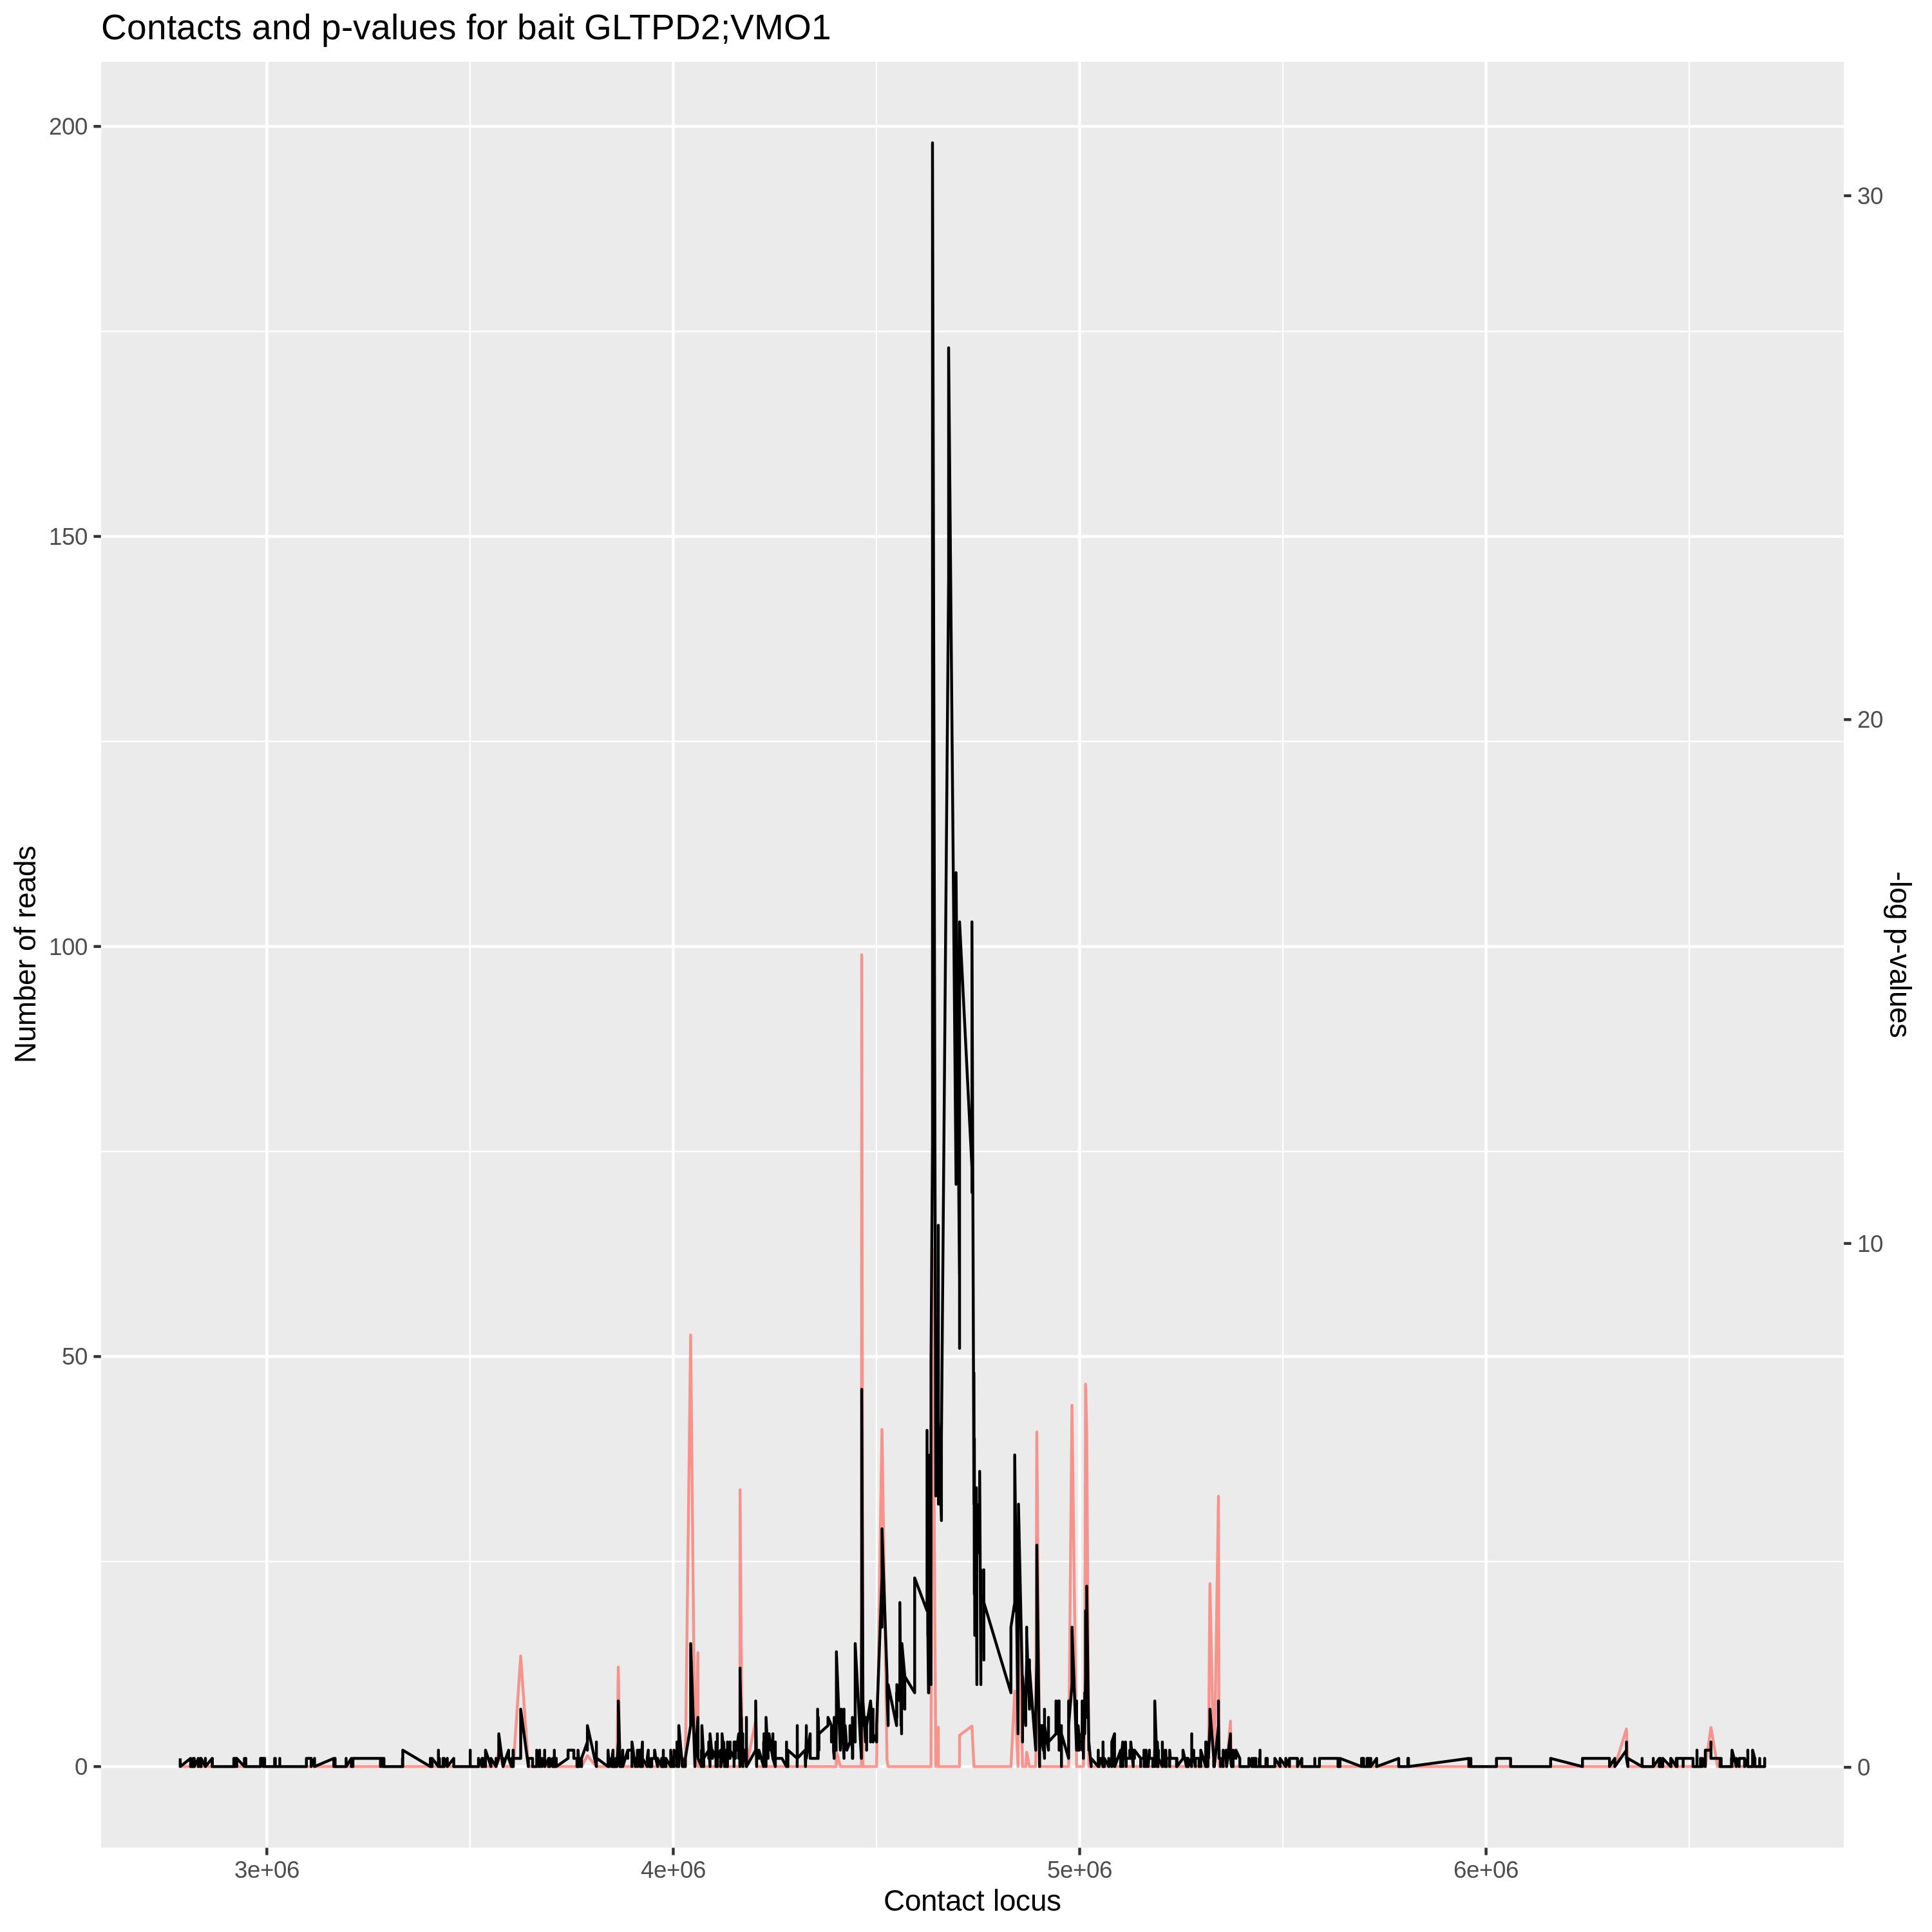 Contacts and p-values for bait GLTPD2;VMO1
200
150
100
50
0
30
20
10
0
Number of reads
-log p-values
3e+06
4e+06
5e+06
6e+06
Contact locus